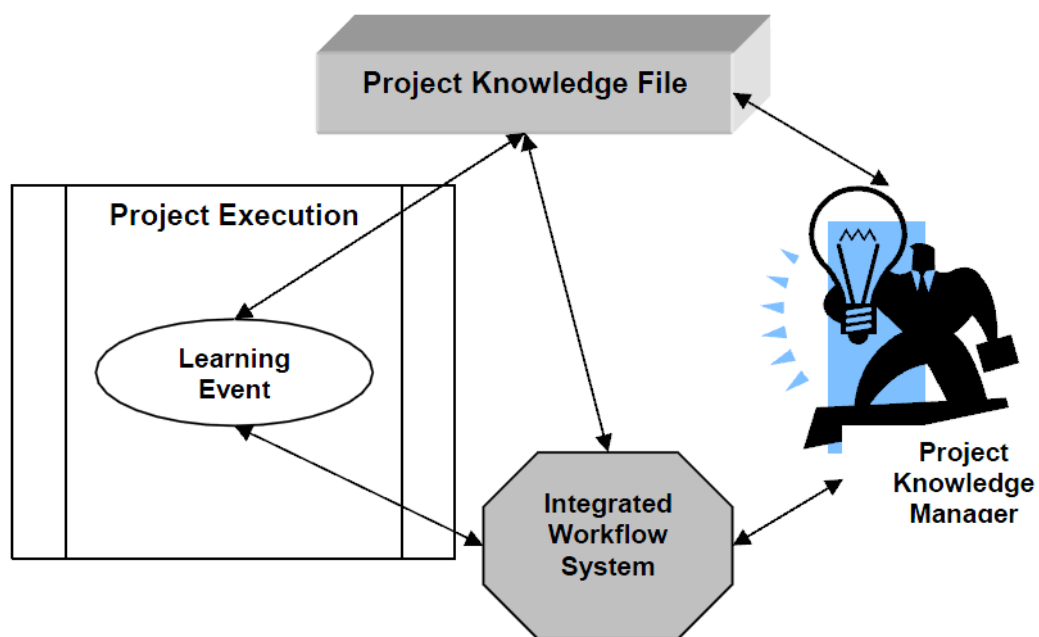 Project Knowledge File
Project Execution
Learning
Event
Integrated
Workflow
System
Project
Knowledge
Manager